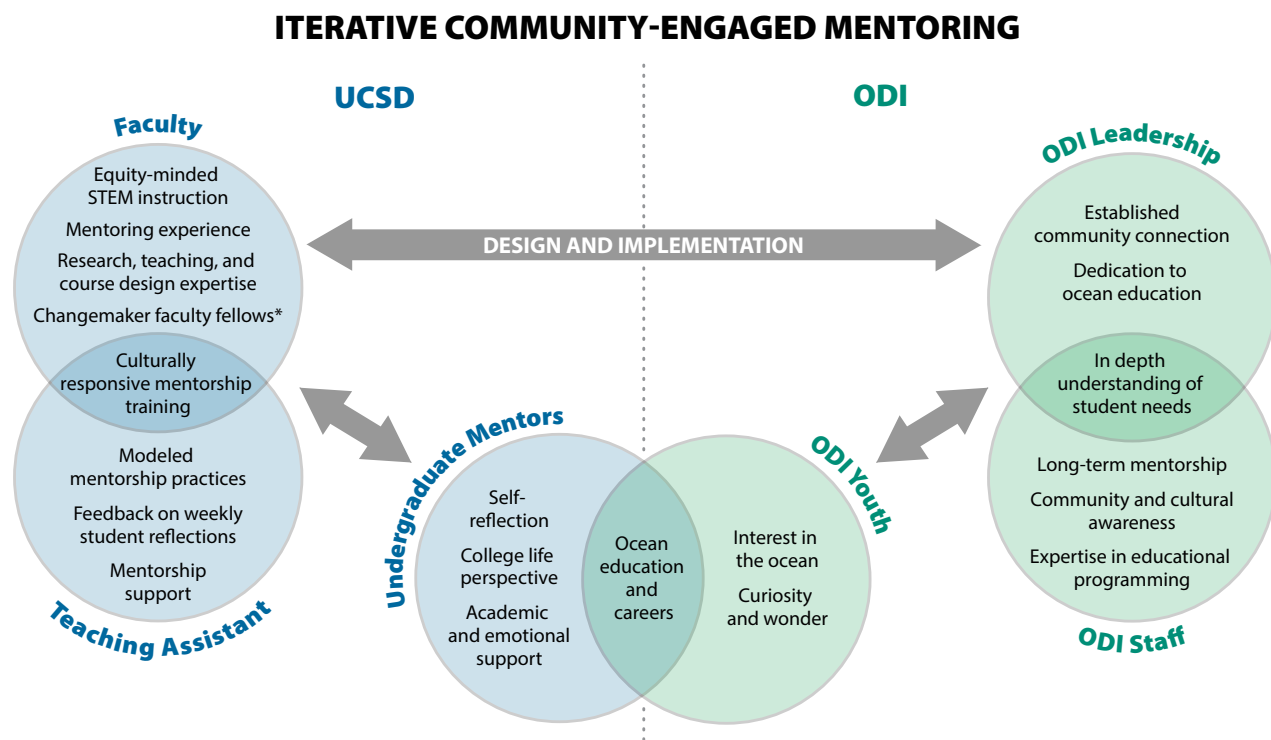 ITERATIVE COMMUNITY-ENGAGED MENTORING
UCSD
ODI
Faculty
Equity-minded
STEM instruction
Mentoring experience
Research, teaching, and
course design expertise
Changemaker faculty fellows*
Culturally
responsive mentorship
training
Modeled
mentorship practices
Feedback on weekly
student reflections
Mentorship
support
Teaching Assistant
DESIGN AND IMPLEMENTATION
Undergraduate Mentors
Self-
reflection
College life
perspective
Academic
and emotional
support
Ocean
education
and
careers
ODI Youth
Interest in
the ocean
Curiosity
and wonder
ODI Leadership
Established
community connection
Dedication to
ocean education
In depth
understanding of
student needs
Long-term mentorship
Community and cultural
awareness
Expertise in educational
programming
ODI Staff